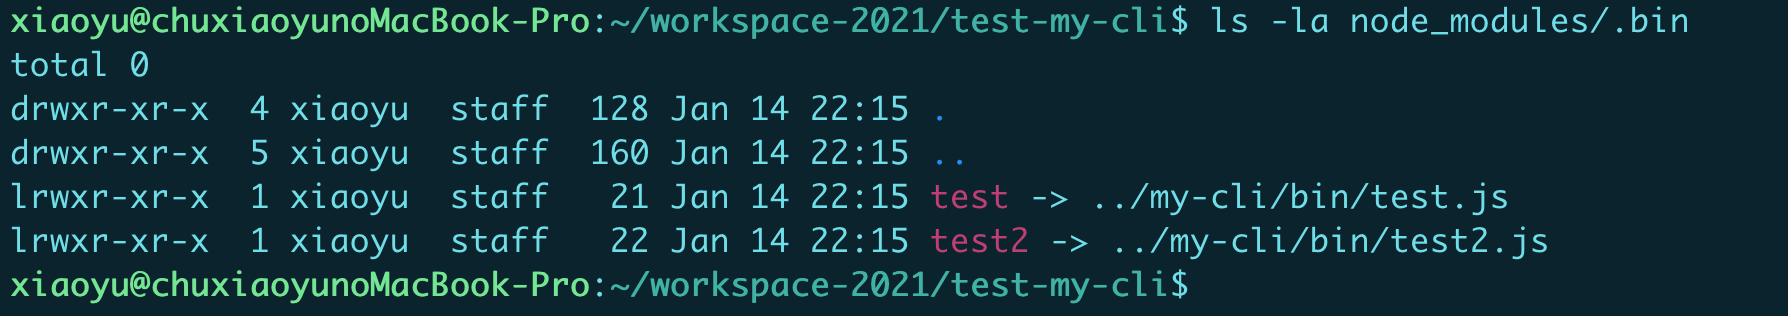 xiaoyu@chuxiaoyunoMacBook-Pro:~/workspace-2021/test-my-cli$ ls -la node_modules/.bin
total 0
drwxr-xr-x  4 xiaoyu  staff  128 Jan 14 22:15 .
drwxr-xr-x  5 xiaoyu  staff  160 Jan 14 22:15 ..
lrwxr-xr-x  1 xiaoyu  staff   21 Jan 14 22:15 test -> ../my-cli/bin/test.js
lrwxr-xr-x  1 xiaoyu  staff   22 Jan 14 22:15 test2 -> ../my-cli/bin/test2.js
xiaoyu@chuxiaoyunoMacBook-Pro:~/workspace-2021/test-my-cli$